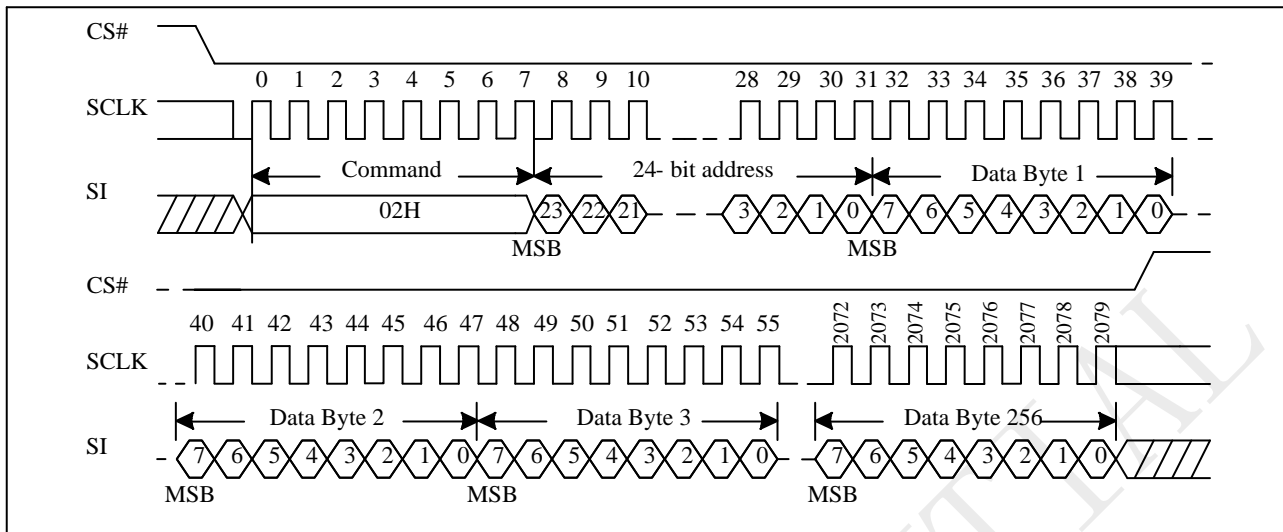 CS#
0 1 2 3 4 5 6 7 8 9 10 28 29 30 31 32 33 34 35 36 37 38 39
SCLK
Command 24- bit address Data Byte 1
SI
02H 23 22 21 3 2 1 0 7 6 5 4 3 2 1 0
MSB MSB
CS#
40 41 42 43 44 45 46 47 48 49 50 51 52 53 54 55 2072 2073 2074 2075 2076 2077 2078 2079
SCLK
Data Byte 2 Data Byte 3 Data Byte 256
SI
7 6 5 4 3 2 1 0 7 6 5 4 3 2 1 0 7 6 5 4 3 2 1 0
MSB MSB MSB